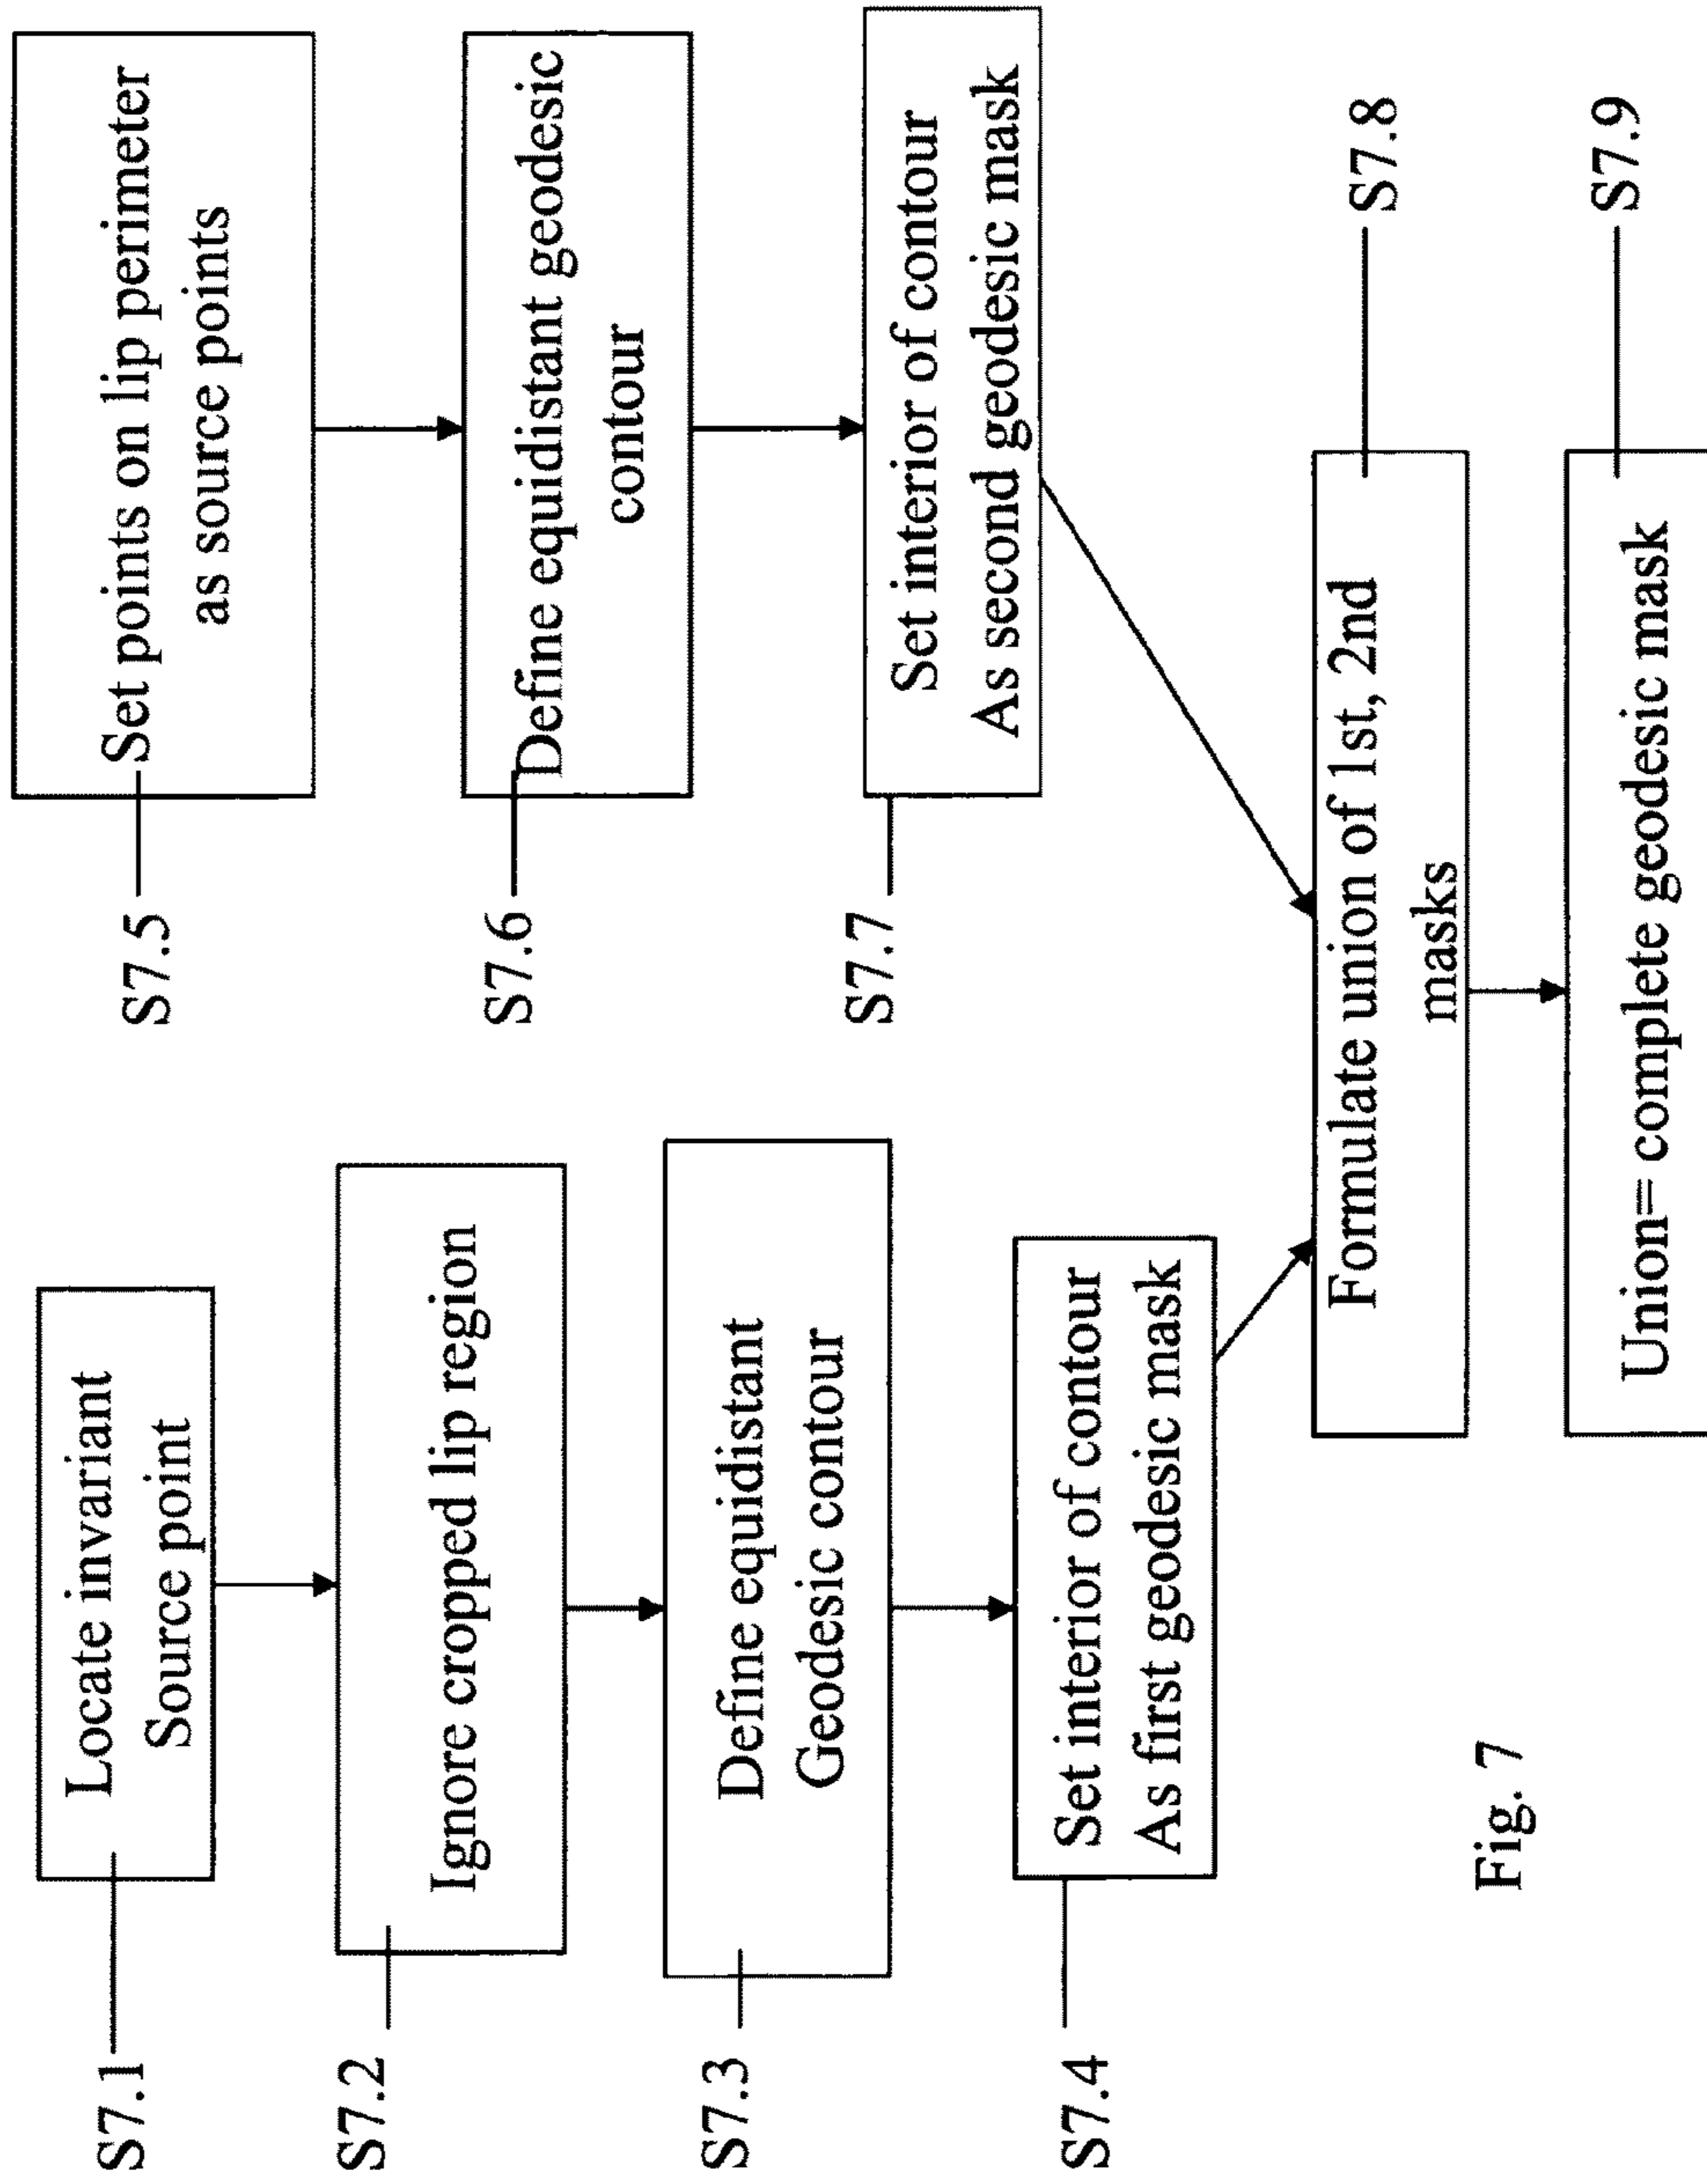 S7.1
Locate invariant
Source point
S7.2
Ignore cropped lip region
S7.3
Define equidistant
Geodesic contour
S7.4
Set interior of contour
As first geodesic mask
S7.5
Set points on lip perimeter
as source points
S7.6
Define equidistant geodesic
contour
S7.7
Set interior of contour
As second geodesic mask
Formulate union of 1st, 2nd
masks
S7.8
Union= complete geodesic mask
S7.9
Fig. 7